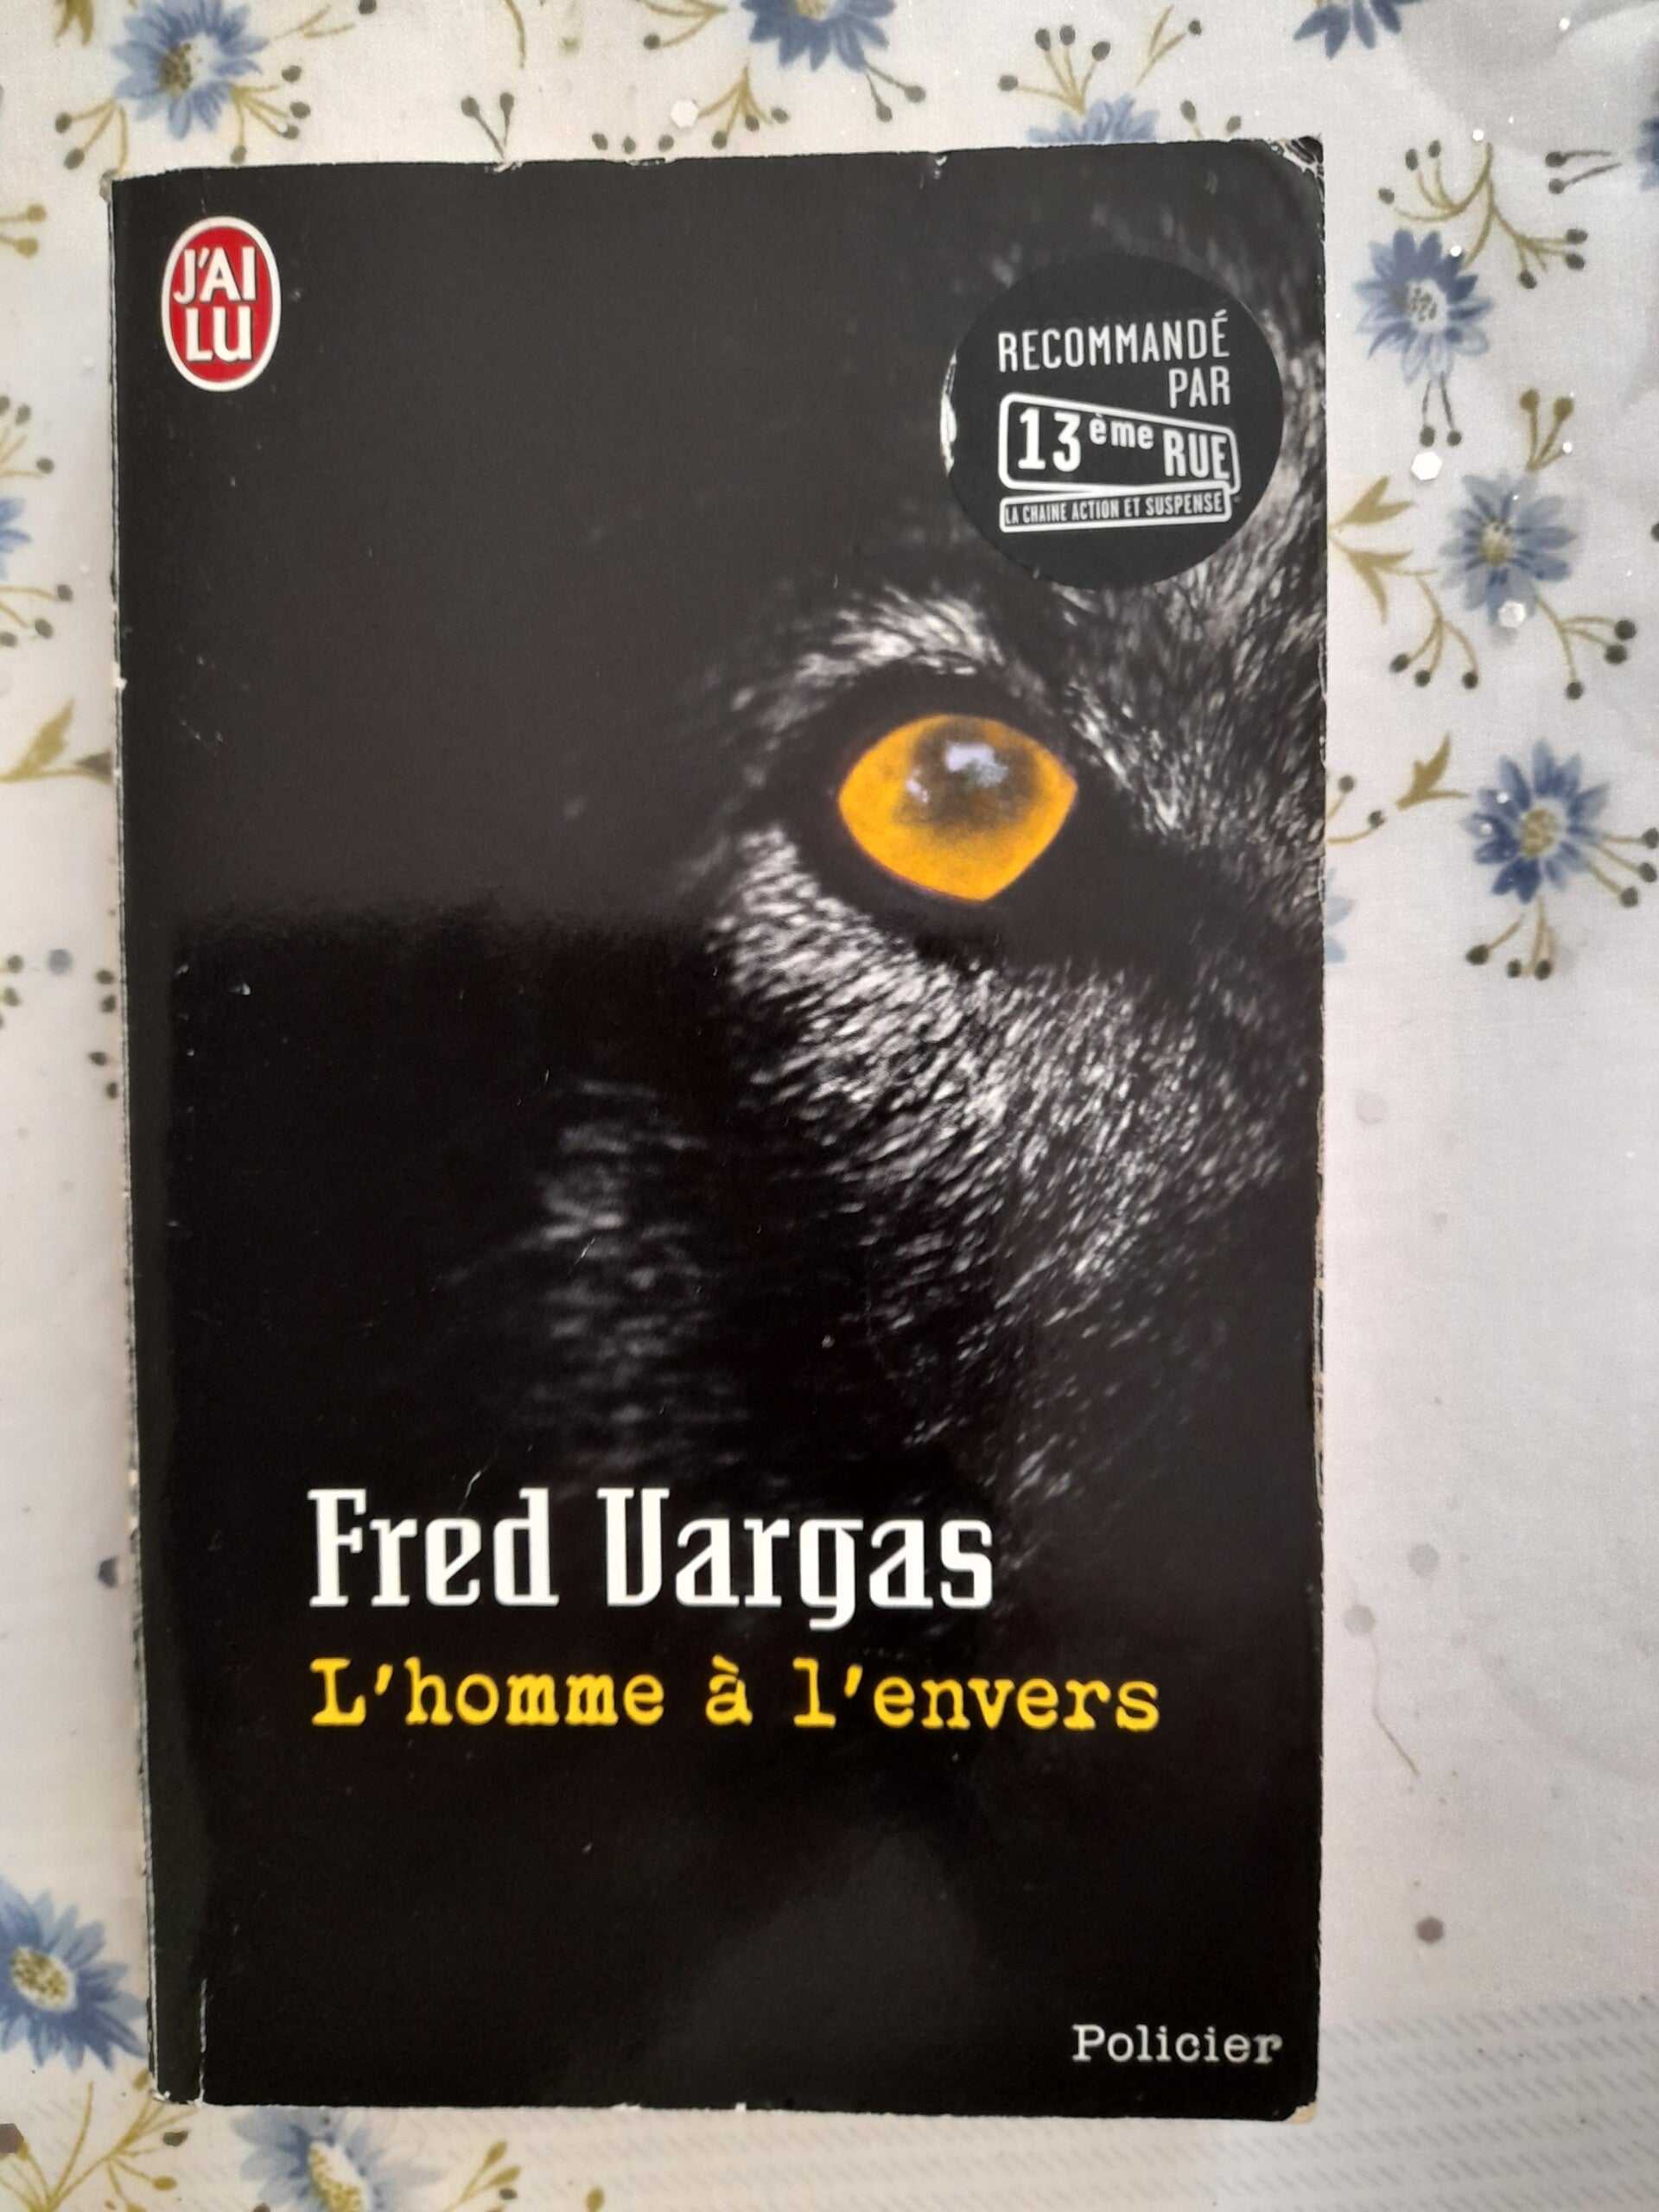 J'AI
LU
RECOMMANDÉ
PAR
13ème RUE
LA CHAINE ACTION ET SUSPENSE
Fred Vargas
L'homme à l'envers
Policier